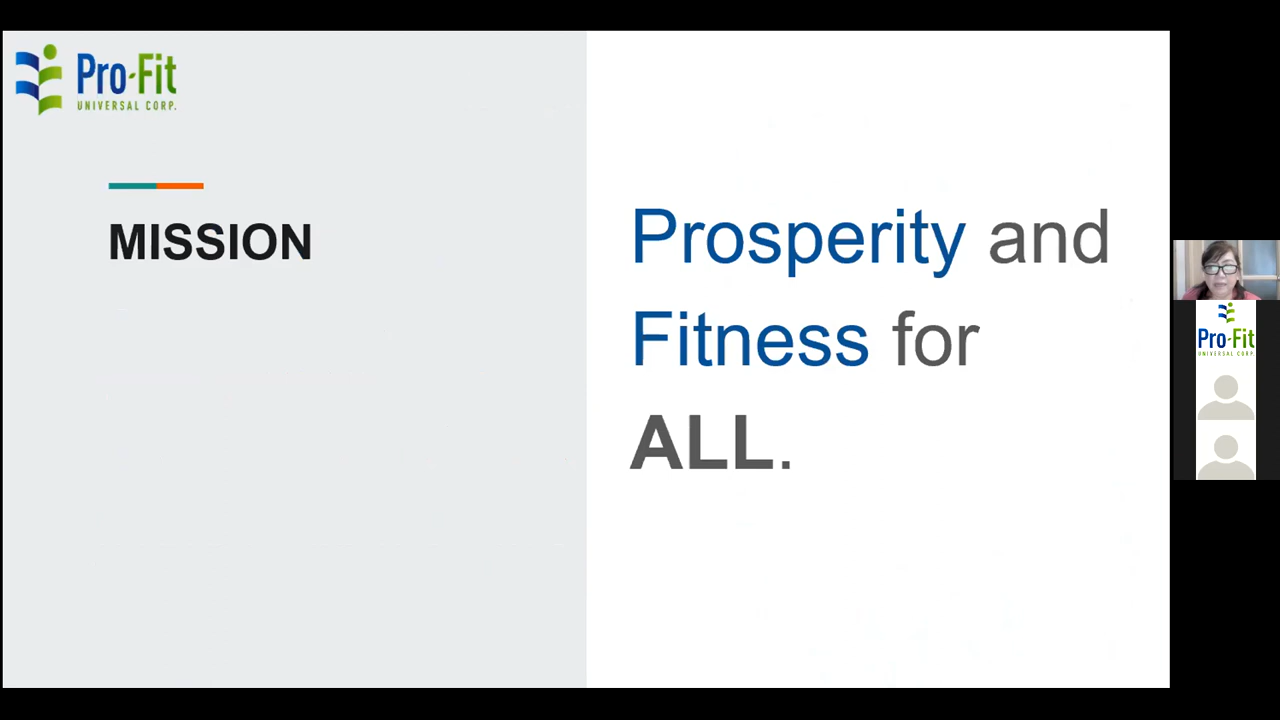 Pro-Fit
UNIVERSAL CORP.
MISSION
Prosperity and
Fitness for
ALL.
Pro-Fit
UNIVERSAL CORP.